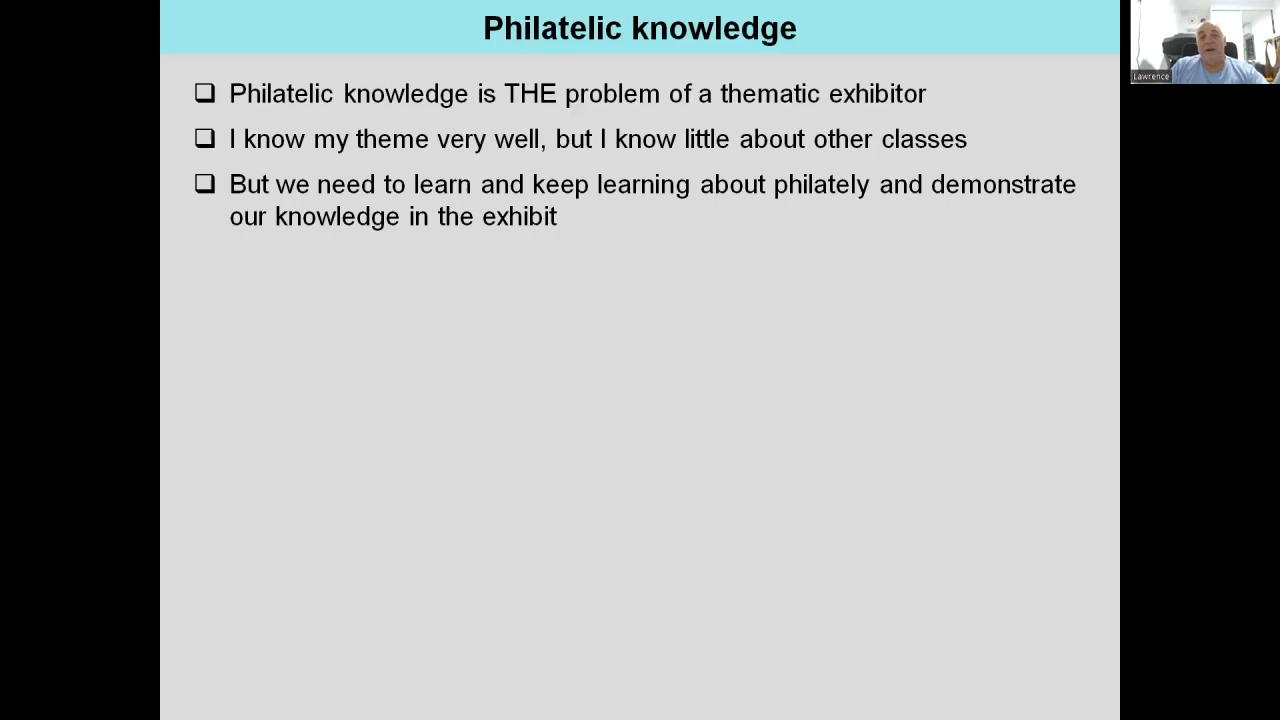 Philatelic knowledge
Philatelic knowledge is THE problem of a thematic exhibitor
I know my theme very well, but I know little about other classes
But we need to learn and keep learning about philately and demonstrate
our knowledge in the exhibit
Lawrence